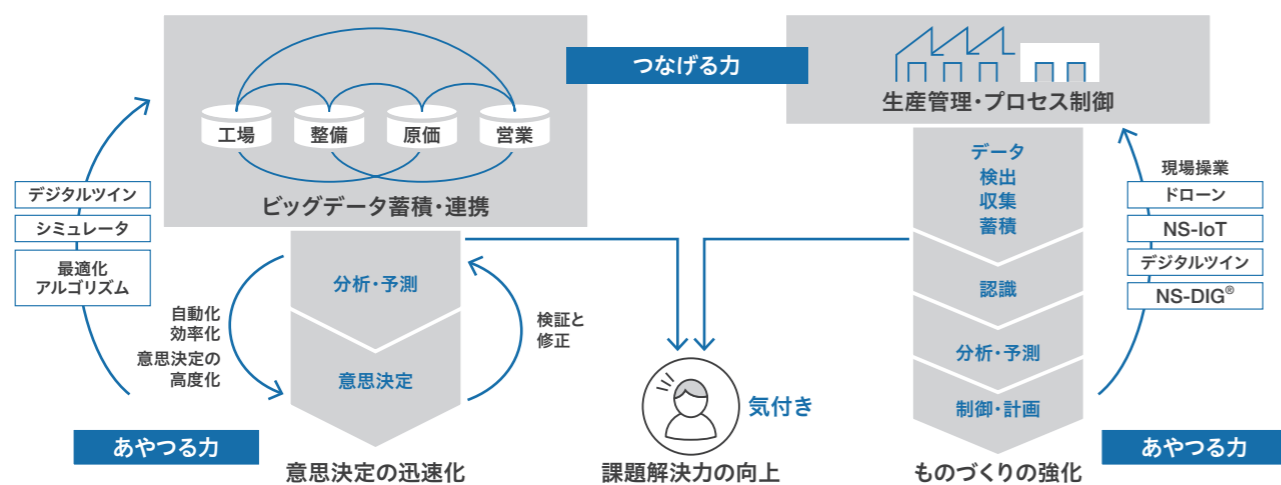 つなげる力
工場
整備
原価
営業
ビッグデータ蓄積・連携
デジタルツイン
シミュレータ
最適化
アルゴリズム
分析・予測
意思決定
自動化
効率化
意思決定の
高度化
検証と
修正
あやつる力
意思決定の迅速化
気付き
課題解決力の向上
生産管理・プロセス制御
データ
検出
収集
蓄積
認識
分析・予測
制御・計画
現場操業
ドローン
NS-IoT
デジタルツイン
NS-DIG®
ものづくりの強化
あやつる力